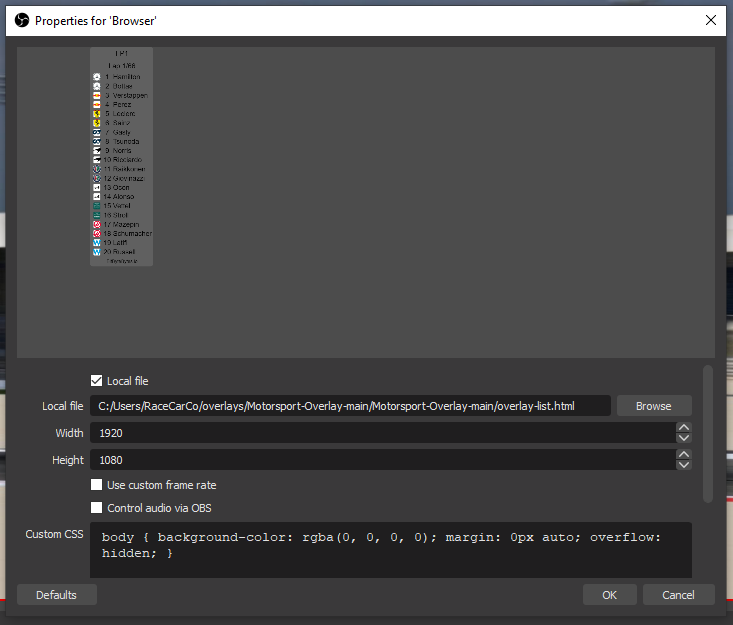 Properties for 'Browser'
Lap 1/66
1 Hamilton
2 Bottas
3 Verstappen
4 Perez
5 Leclerc
6 Sainz
7 Gasly
8 Tsunoda
9 Norris
10 Ricciardo
11 Raikkonen
12 Giovinazzi
13 Ocon
14 Alonso
15 Vettel
16 Stroll
17 Mazepin
18 Schumacher
19 Latifi
20 Russell
Local file
Local file C:/Users/RaceCarCo/overlays/Motorsport-Overlay-main/Motorsport-Overlay-main/overlay-list.html Browse
Width 1920
Height 1080
Use custom frame rate
Control audio via OBS
Custom CSS body { background-color: rgba(0, 0, 0, 0); margin: 0px auto; overflow:
hidden; }
Defaults OK Cancel